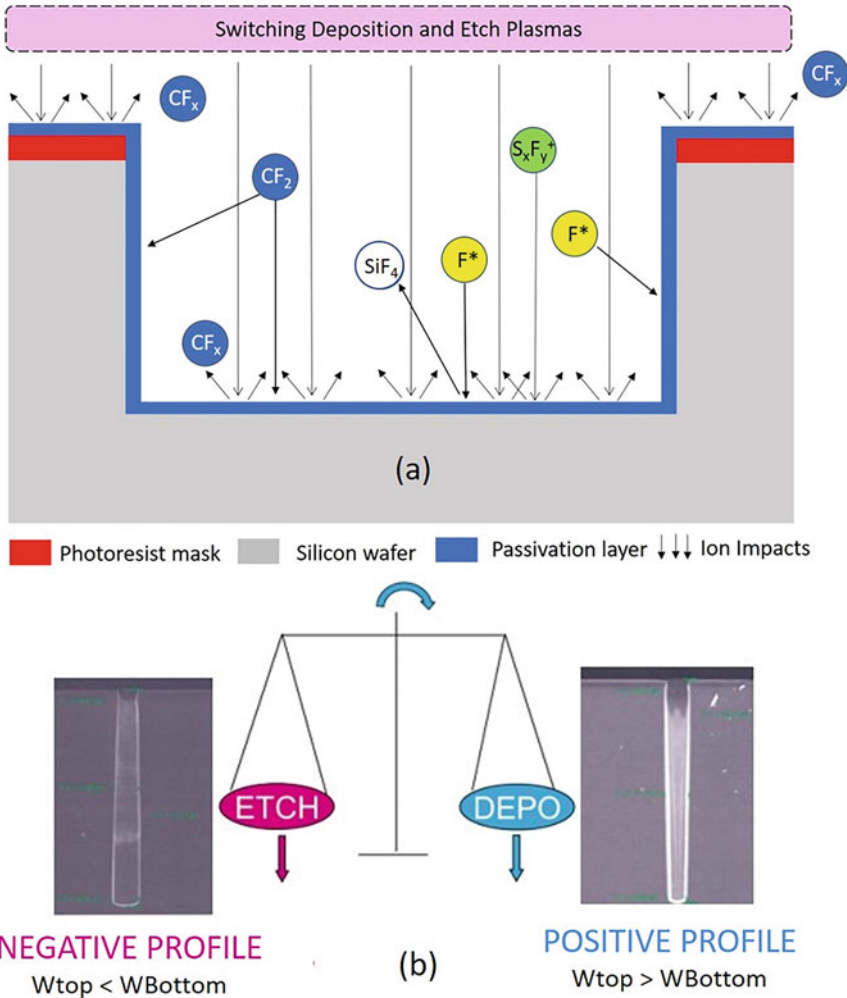 Switching Deposition and Etch Plasmas
CFₓ
CFₓ
CF₂
SₓFᵧ⁺
F*
SiF₄
F*
CFₓ
(a)
Photoresist mask
Silicon wafer
Passivation layer
Ion Impacts
ETCH
DEPO
NEGATIVE PROFILE
Wtop < WBottom
(b)
POSITIVE PROFILE
Wtop > WBottom